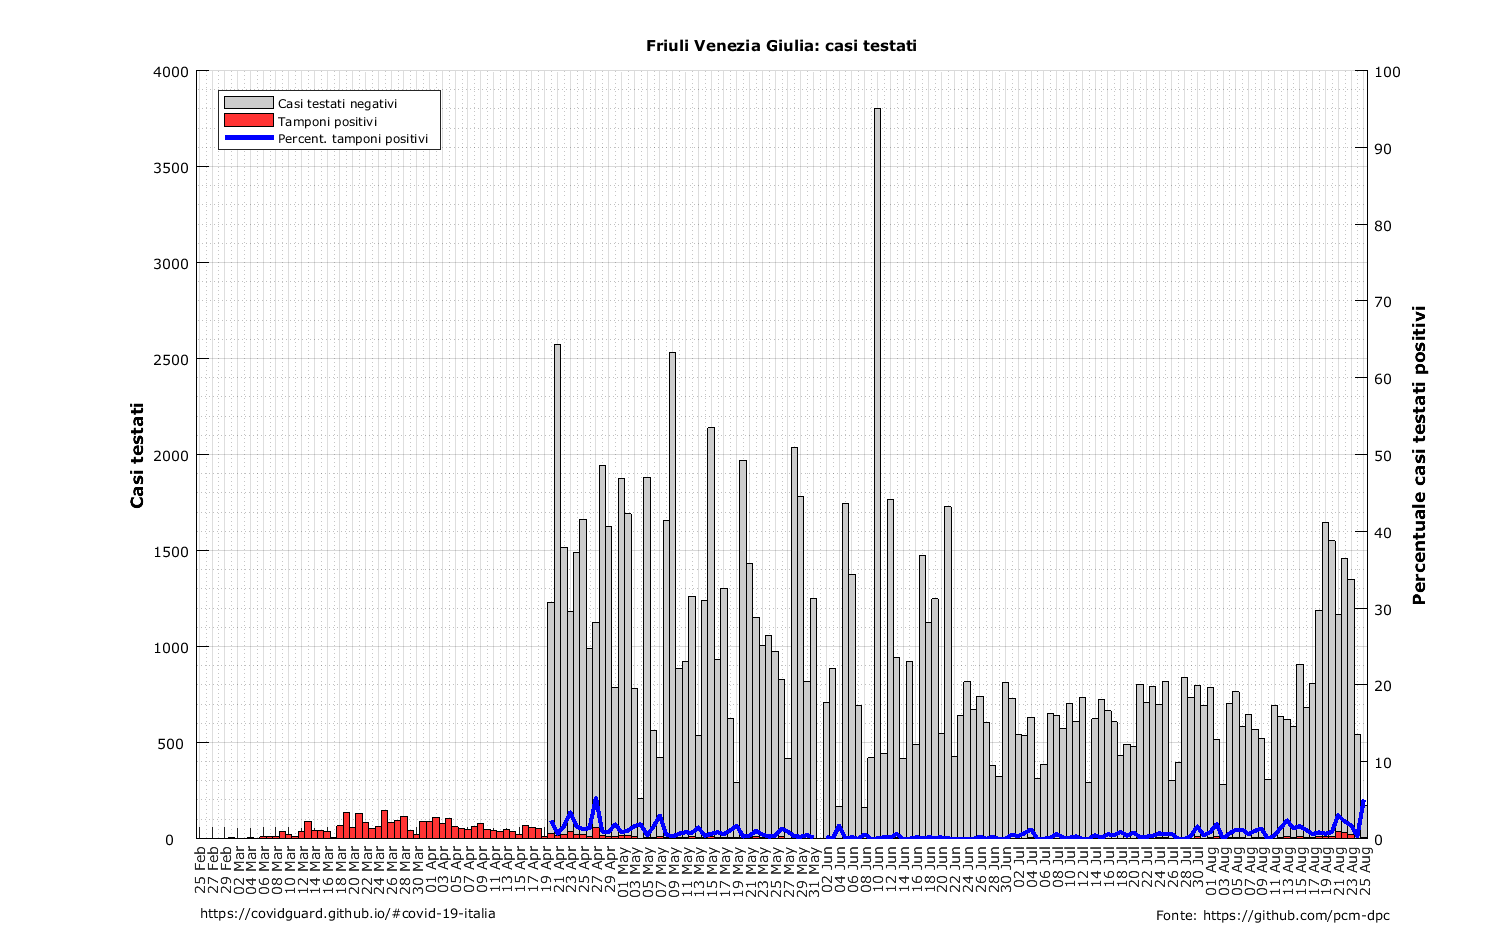 Friuli Venezia Giulia: casi testati
Casi testati negativi
Tamponi positivi
Percent. tamponi positivi
Casi testati
4000
3500
3000
2500
2000
1500
1000
500
0
100
90
80
70
60
50
40
30
20
10
0
Percentuale casi testati positivi
25 Feb
27 Feb
29 Feb
02 Mar
04 Mar
06 Mar
08 Mar
10 Mar
12 Mar
14 Mar
16 Mar
18 Mar
20 Mar
22 Mar
24 Mar
26 Mar
28 Mar
30 Mar
01 Apr
03 Apr
05 Apr
07 Apr
09 Apr
11 Apr
13 Apr
15 Apr
17 Apr
19 Apr
21 Apr
23 Apr
25 Apr
27 Apr
29 Apr
01 May
03 May
05 May
07 May
09 May
11 May
13 May
15 May
17 May
19 May
21 May
23 May
25 May
27 May
29 May
31 May
02 Jun
04 Jun
06 Jun
08 Jun
10 Jun
12 Jun
14 Jun
16 Jun
18 Jun
20 Jun
22 Jun
24 Jun
26 Jun
28 Jun
30 Jun
02 Jul
04 Jul
06 Jul
08 Jul
10 Jul
12 Jul
14 Jul
16 Jul
18 Jul
20 Jul
22 Jul
24 Jul
26 Jul
28 Jul
30 Jul
01 Aug
03 Aug
05 Aug
07 Aug
09 Aug
11 Aug
13 Aug
15 Aug
17 Aug
19 Aug
21 Aug
23 Aug
25 Aug
https://covidguard.github.io/#covid-19-italia
Fonte: https://github.com/pcm-dpc